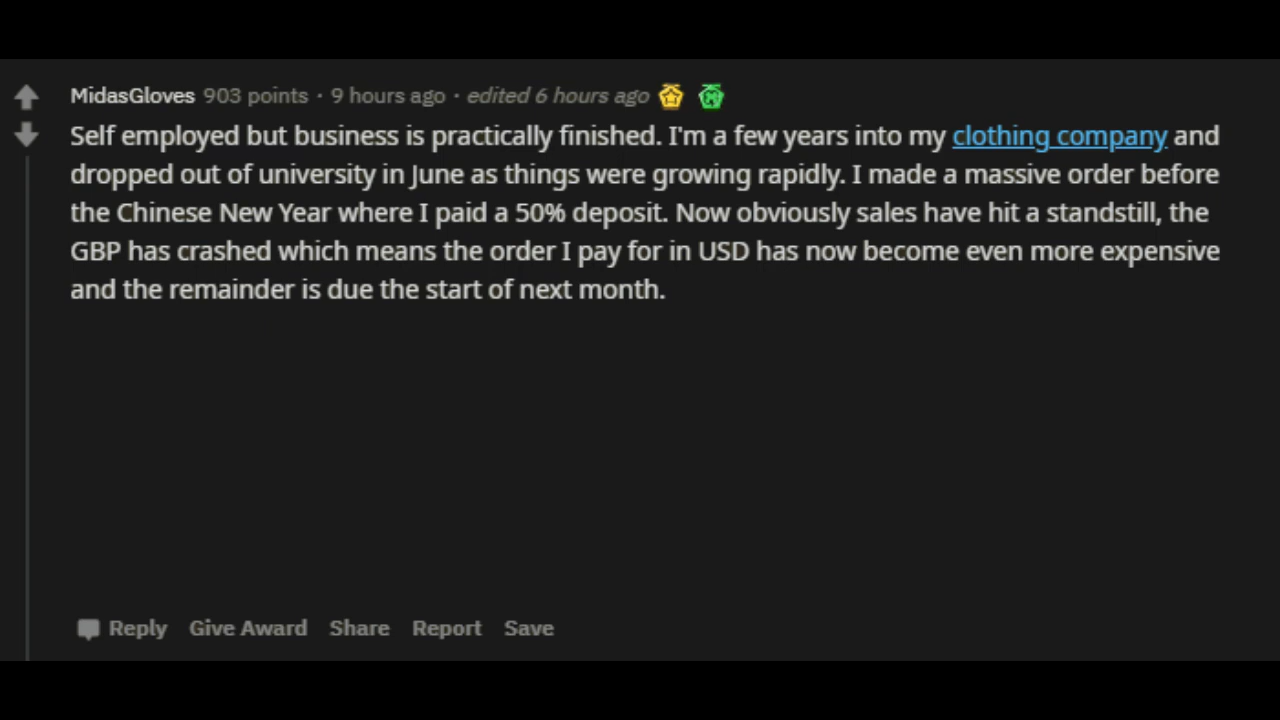 MidasGloves 903 points · 9 hours ago · edited 6 hours ago
Self employed but business is practically finished. I'm a few years into my clothing company and
dropped out of university in June as things were growing rapidly. I made a massive order before
the Chinese New Year where I paid a 50% deposit. Now obviously sales have hit a standstill, the
GBP has crashed which means the order I pay for in USD has now become even more expensive
and the remainder is due the start of next month.
Reply Give Award Share Report Save